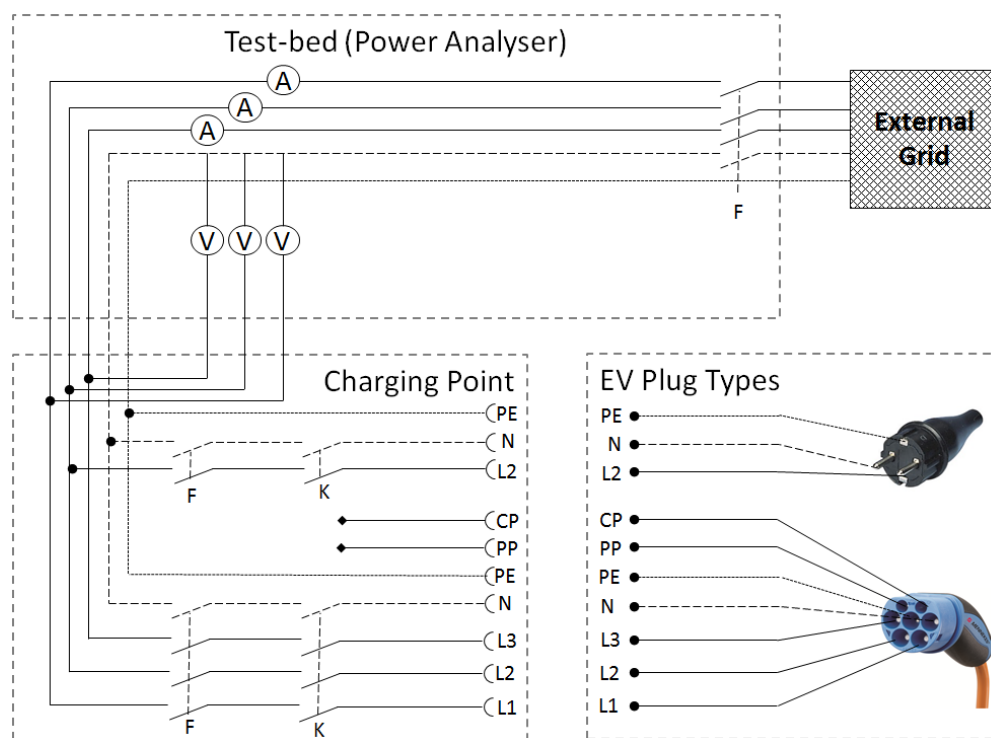 Test-bed (Power Analyser)
A
A
A
External
Grid
F
V V V
Charging Point
PE
N
L2
F
K
CP
PP
PE
N
L3
L2
L1
F
K
EV Plug Types
PE
N
L2
CP
PP
PE
N
L3
L2
L1